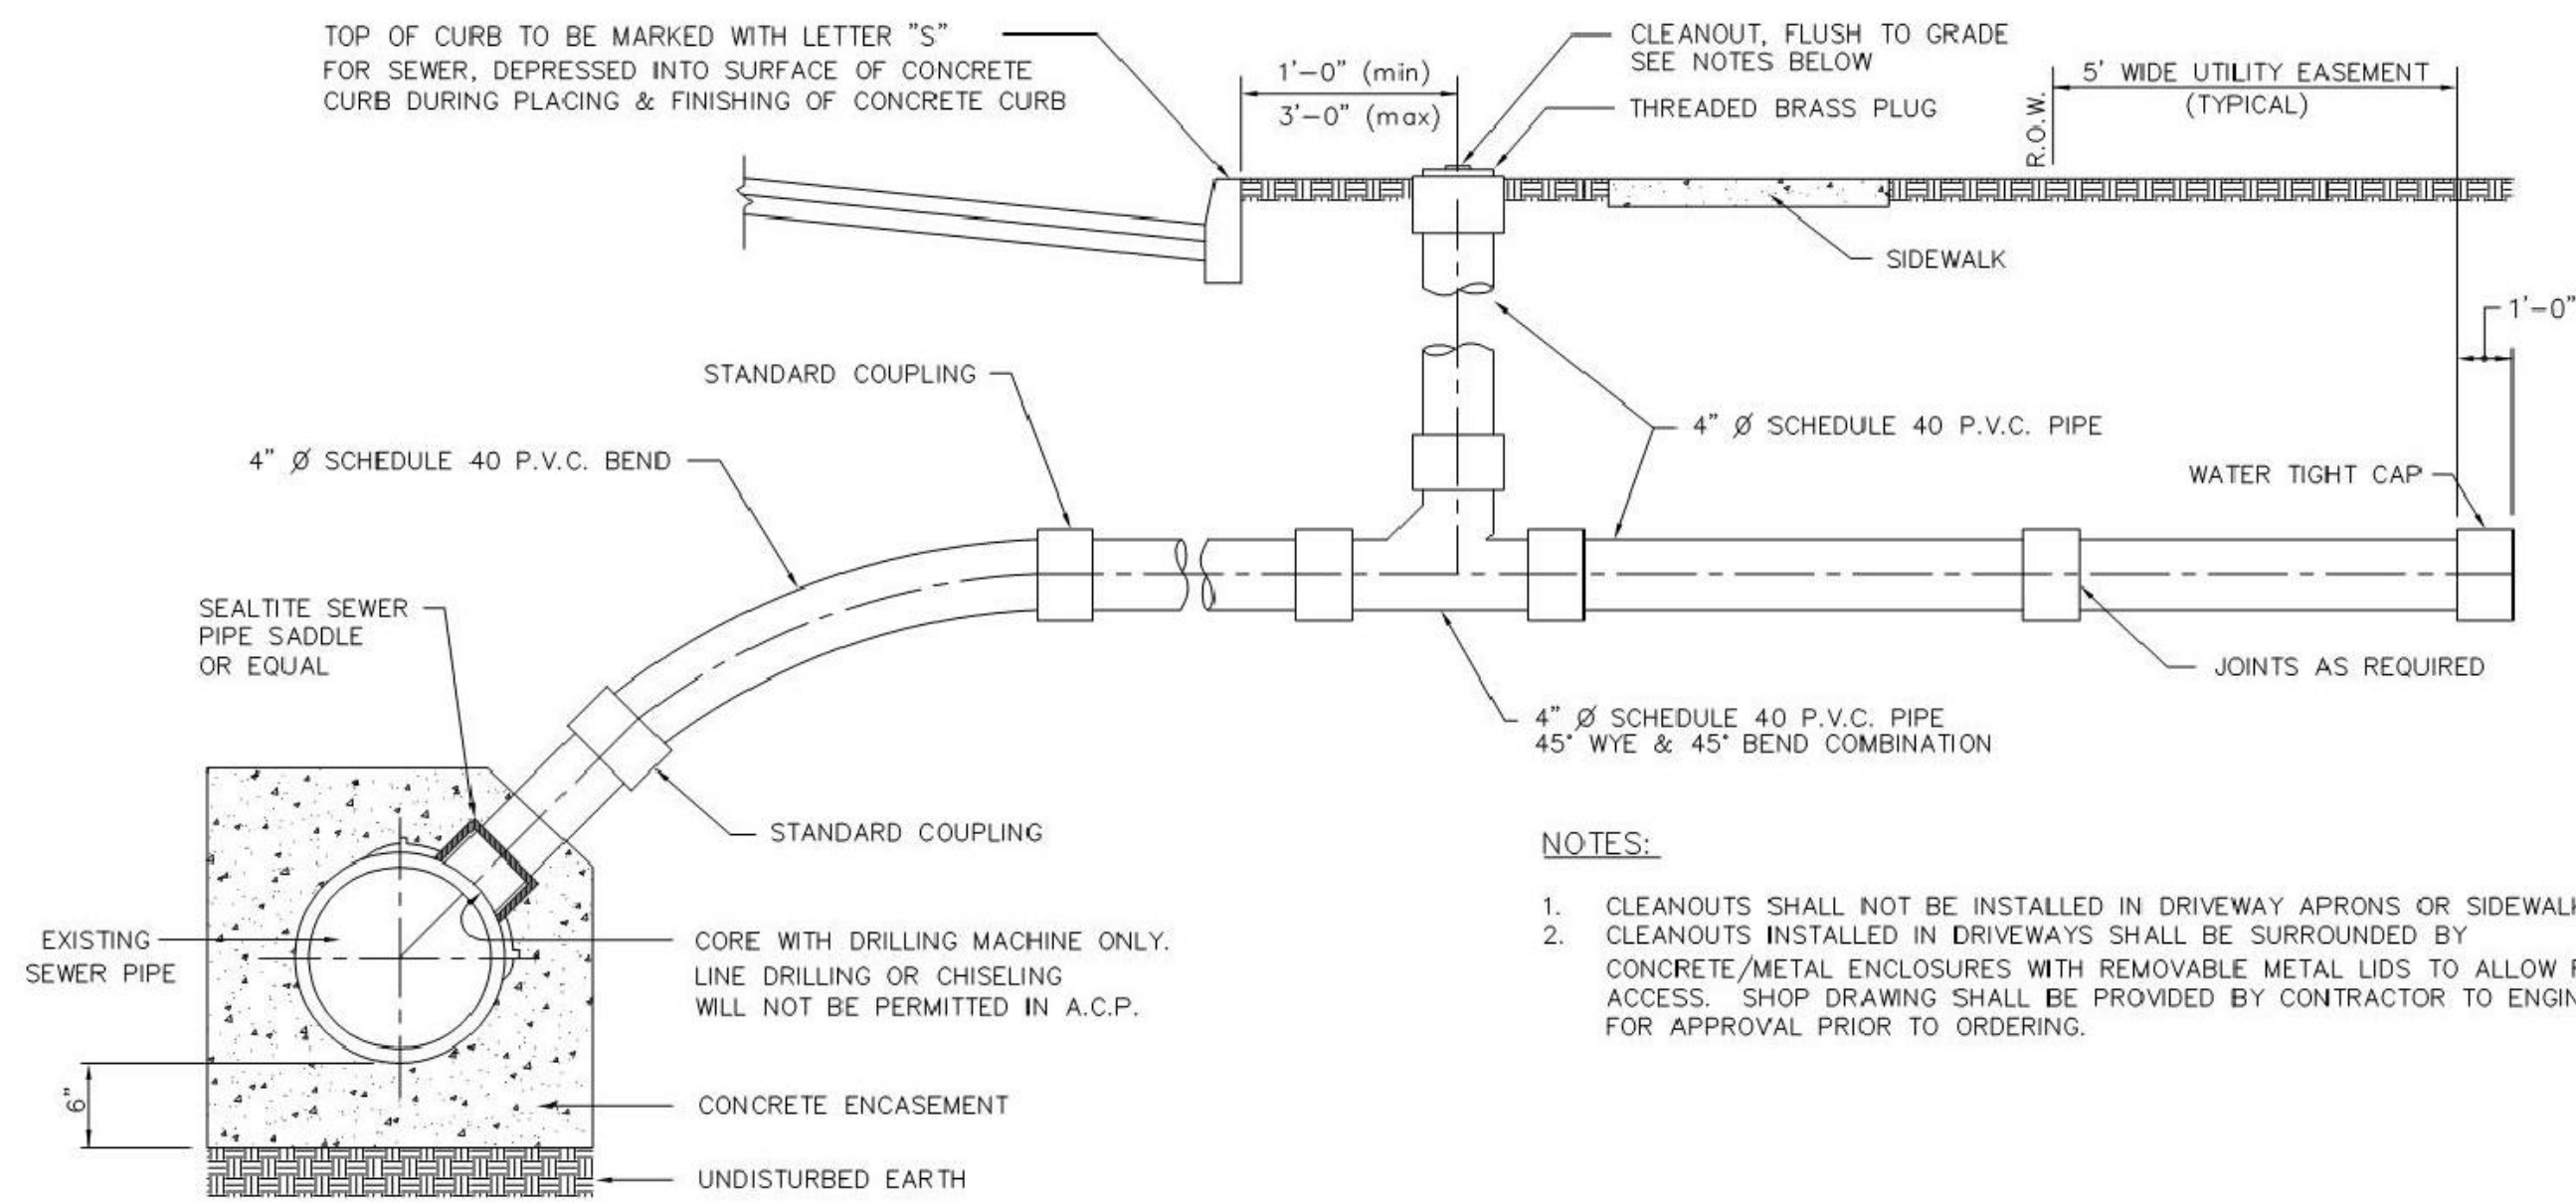 TOP OF CURB TO BE MARKED WITH LETTER "S"
FOR SEWER, DEPRESSED INTO SURFACE OF CONCRETE
CURB DURING PLACING & FINISHING OF CONCRETE CURB
1'-0" (min)
3'-0" (max)
CLEANOUT, FLUSH TO GRADE
SEE NOTES BELOW
THREADED BRASS PLUG
R.O.W.
5' WIDE UTILITY EASEMENT
(TYPICAL)
SIDEWALK
1'-0"
STANDARD COUPLING
4" Ø SCHEDULE 40 P.V.C. PIPE
4" Ø SCHEDULE 40 P.V.C. BEND
WATER TIGHT CAP
SEALTITE SEWER
PIPE SADDLE
OR EQUAL
JOINTS AS REQUIRED
4" Ø SCHEDULE 40 P.V.C. PIPE
45° WYE & 45° BEND COMBINATION
STANDARD COUPLING
EXISTING
SEWER PIPE
CORE WITH DRILLING MACHINE ONLY.
LINE DRILLING OR CHISELING
WILL NOT BE PERMITTED IN A.C.P.
6"
CONCRETE ENCASEMENT
UNDISTURBED EARTH
NOTES:
1. CLEANOUTS SHALL NOT BE INSTALLED IN DRIVEWAY APRONS OR
2. CLEANOUTS INSTALLED IN DRIVEWAYS SHALL BE SURROUNDED BY
CONCRETE/METAL ENCLOSURES WITH REMOVABLE METAL LIDS TO ALLOW
ACCESS. SHOP DRAWING SHALL BE PROVIDED BY CONTRACTOR TO
FOR APPROVAL PRIOR TO ORDERING.